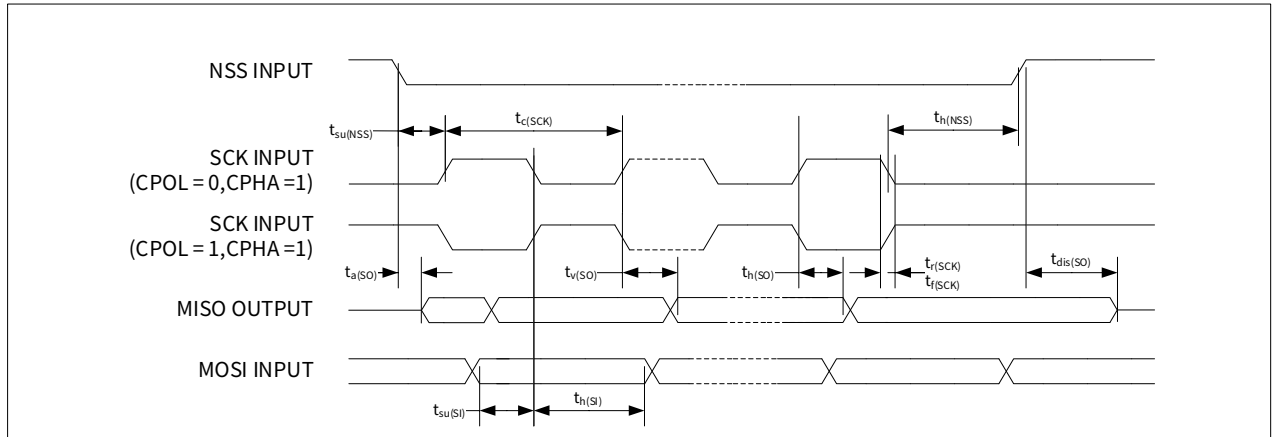 NSS INPUT
tsu(NSS)
tc(SCK)
th(NSS)
SCK INPUT
(CPOL = 0,CPHA =1)
SCK INPUT
(CPOL = 1,CPHA =1)
ta(SO)
tv(SO)
th(SO)
tr(SCK)
tf(SCK)
tdis(SO)
MISO OUTPUT
MOSI INPUT
tsu(SI)
th(SI)